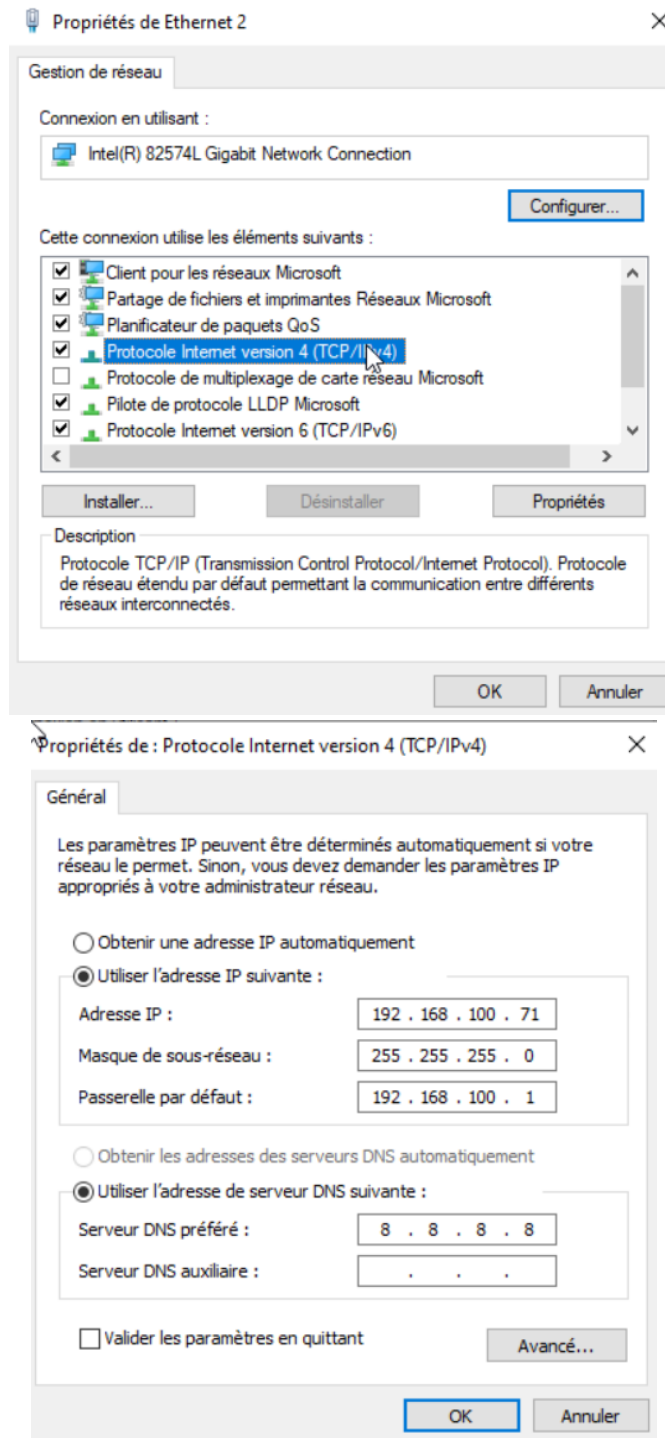 Propriétés de Ethernet 2
Gestion de réseau
Connexion en utilisant :
Intel(R) 82574L Gigabit Network Connection
Configurer...
Cette connexion utilise les éléments suivants :
Client pour les réseaux Microsoft
Partage de fichiers et imprimantes Réseaux Microsoft
Planificateur de paquets QoS
Protocole Internet version 4 (TCP/IPv4)
Protocole de multiplexage de carte réseau Microsoft
Pilote de protocole LLDP Microsoft
Protocole Internet version 6 (TCP/IPv6)
Installer...
Désinstaller
Propriétés
Description
Protocole TCP/IP (Transmission Control Protocol/Internet Protocol). Protocole
de réseau étendu par défaut permettant la communication entre différents
réseaux interconnectés.
OK
Annuler
Propriétés de : Protocole Internet version 4 (TCP/IPv4)
Général
Les paramètres IP peuvent être déterminés automatiquement si votre
réseau le permet. Sinon, vous devez demander les paramètres IP
appropriés à votre administrateur réseau.
Obtenir une adresse IP automatiquement
Utiliser l'adresse IP suivante :
Adresse IP : 192 . 168 . 100 . 71
Masque de sous-réseau : 255 . 255 . 255 . 0
Passerelle par défaut : 192 . 168 . 100 . 1
Obtenir les adresses des serveurs DNS automatiquement
Utiliser l'adresse de serveur DNS suivante :
Serveur DNS préféré : 8 . 8 . 8 . 8
Serveur DNS auxiliaire : . . .
Valider les paramètres en quittant
Avancé...
OK
Annuler